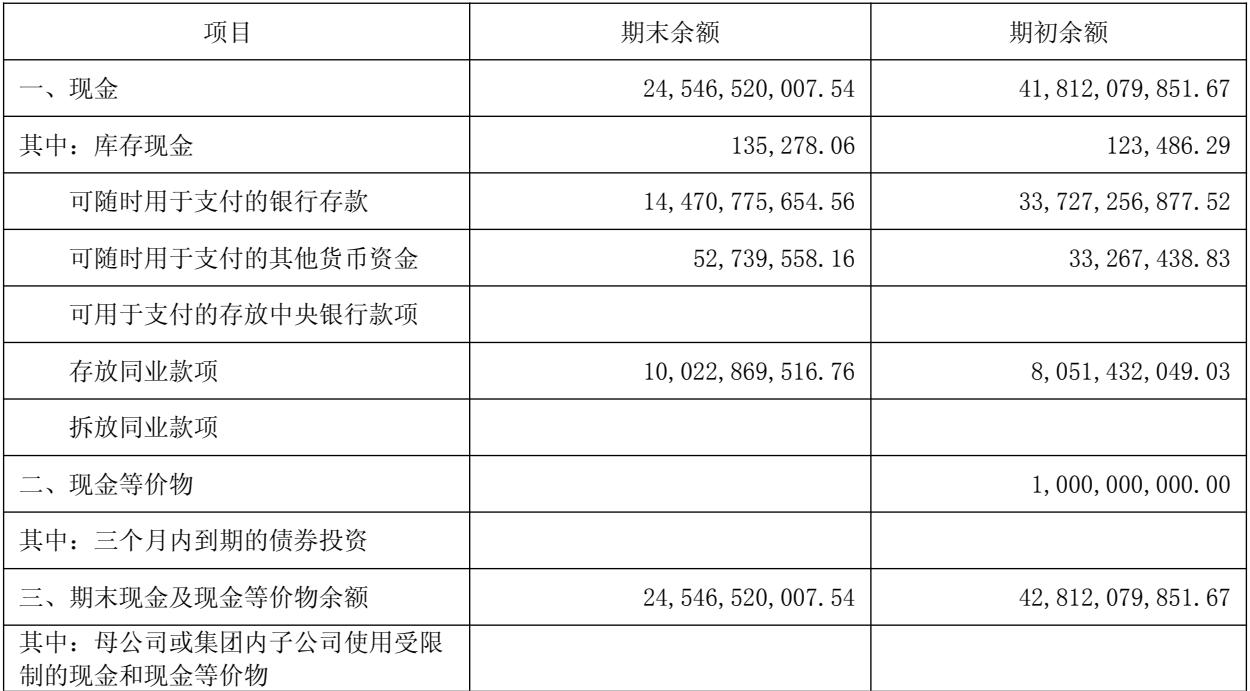 项目 期末余额 期初余额
一、现金 24,546,520,007.54 41,812,079,851.67
其中：库存现金 135,278.06 123,486.29
可随时用于支付的银行存款 14,470,775,654.56 33,727,256,877.52
可随时用于支付的其他货币资金 52,739,558.16 33,267,438.83
可用于支付的存放中央银行款项
存放同业款项 10,022,869,516.76 8,051,432,049.03
拆放同业款项
二、现金等价物 1,000,000,000.00
其中：三个月内到期的债券投资
三、期末现金及现金等价物余额 24,546,520,007.54 42,812,079,851.67
其中：母公司或集团内子公司使用受限
制的现金和现金等价物